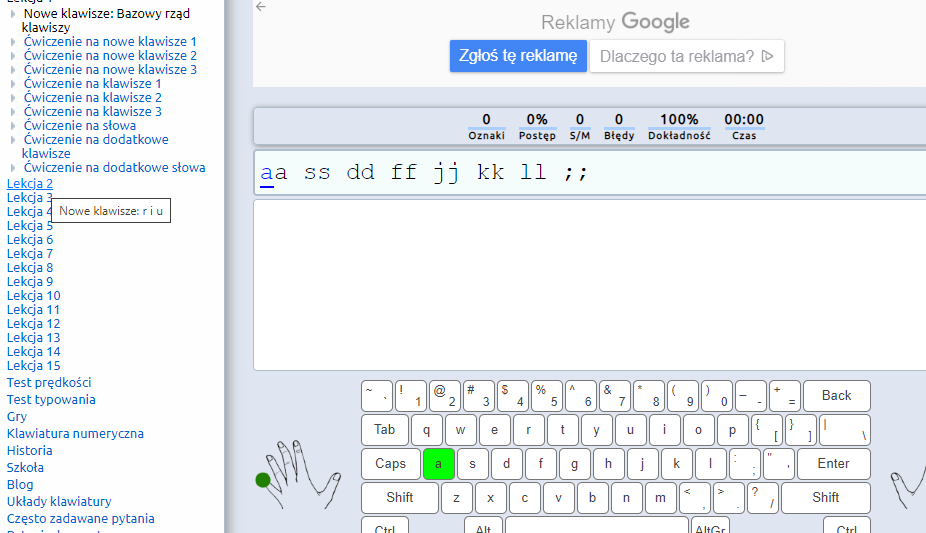 Nowe klawisze: Bazowy rząd
klawiszy
Ćwiczenie na nowe klawisze 1
Ćwiczenie na nowe klawisze 2
Ćwiczenie na nowe klawisze 3
Ćwiczenie na klawisze 1
Ćwiczenie na klawisze 2
Ćwiczenie na klawisze 3
Ćwiczenie na słowa
Ćwiczenie na dodatkowe
klawisze
Ćwiczenie na dodatkowe słowa
Lekcja 2
Lekcja 3
Lekcja 4
Nowe klawisze: r i u
Lekcja 5
Lekcja 6
Lekcja 7
Lekcja 8
Lekcja 9
Lekcja 10
Lekcja 11
Lekcja 12
Lekcja 13
Lekcja 14
Lekcja 15
Test prędkości
Test typowania
Gry
Klawiatura numeryczna
Historia
Szkoła
Blog
Układy klawiatury
Często zadawane pytania
Reklamy Google
Zgłoś tę reklamę
Dlaczego ta reklama?
0 0% 0 0 100% 00:00
Oznaki Postęp S/M Błędy Dokładność Czas
aa ss dd ff jj kk ll ;;
~ ` ! 1 @ 2 # 3 $ 4 % 5 ^ 6 & 7 * 8 ( 9 ) 0 _ - + = Back
Tab q w e r t y u i o p { [ } ] | \
Caps a s d f g h j k l : ; " ' Enter
Shift z x c v b n m < , > . ? / Shift
Ctrl Alt AltGr Ctrl